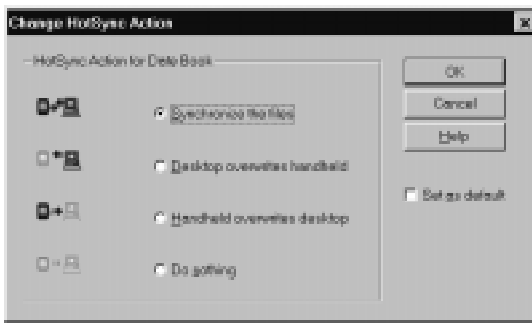 Change HotSync Action
HotSync Action for Date Book
Synchronize the files
Desktop overwrites handheld
Handheld overwrites desktop
Do nothing
OK
Cancel
Help
Set as default